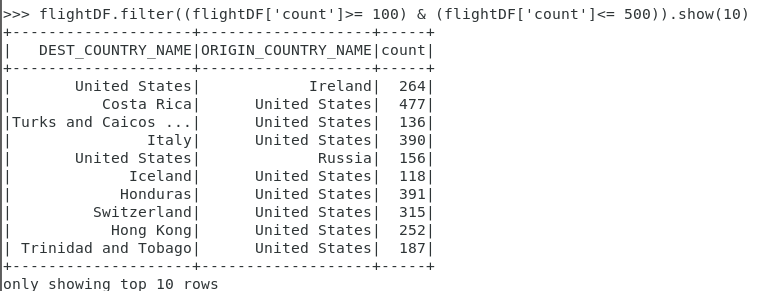 >>> flightDF.filter((flightDF['count']>= 100) & (flightDF['count']<= 500)).show(10)
+--------------------+-------------------+-----+
|   DEST_COUNTRY_NAME|ORIGIN_COUNTRY_NAME|count|
+--------------------+-------------------+-----+
|       United States|            Ireland|  264|
|          Costa Rica|      United States|  477|
|Turks and Caicos ...|      United States|  136|
|               Italy|      United States|  390|
|       United States|             Russia|  156|
|             Iceland|      United States|  118|
|            Honduras|      United States|  391|
|         Switzerland|      United States|  315|
|           Hong Kong|      United States|  252|
| Trinidad and Tobago|      United States|  187|
+--------------------+-------------------+-----+
only showing top 10 rows